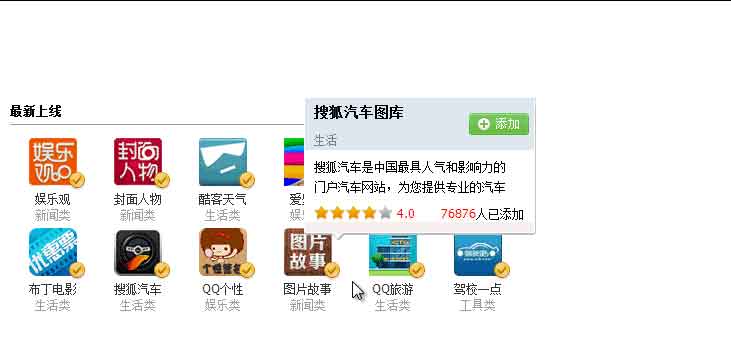 最新上线
搜狐汽车图库
添加
生活
搜狐汽车是中国最具人气和影响力的
门户汽车网站，为您提供专业的汽车
4.0 76876人已添加
娱乐观
封面人物
娱乐观 封面人物 酷客天气
新闻类 新闻类 生活类
优惠票
个性签名
图片故事
布丁电影 搜狐汽车 QQ个性 图片故事 QQ旅游 驾校一点
生活类 生活类 娱乐类 新闻类 生活类 工具类